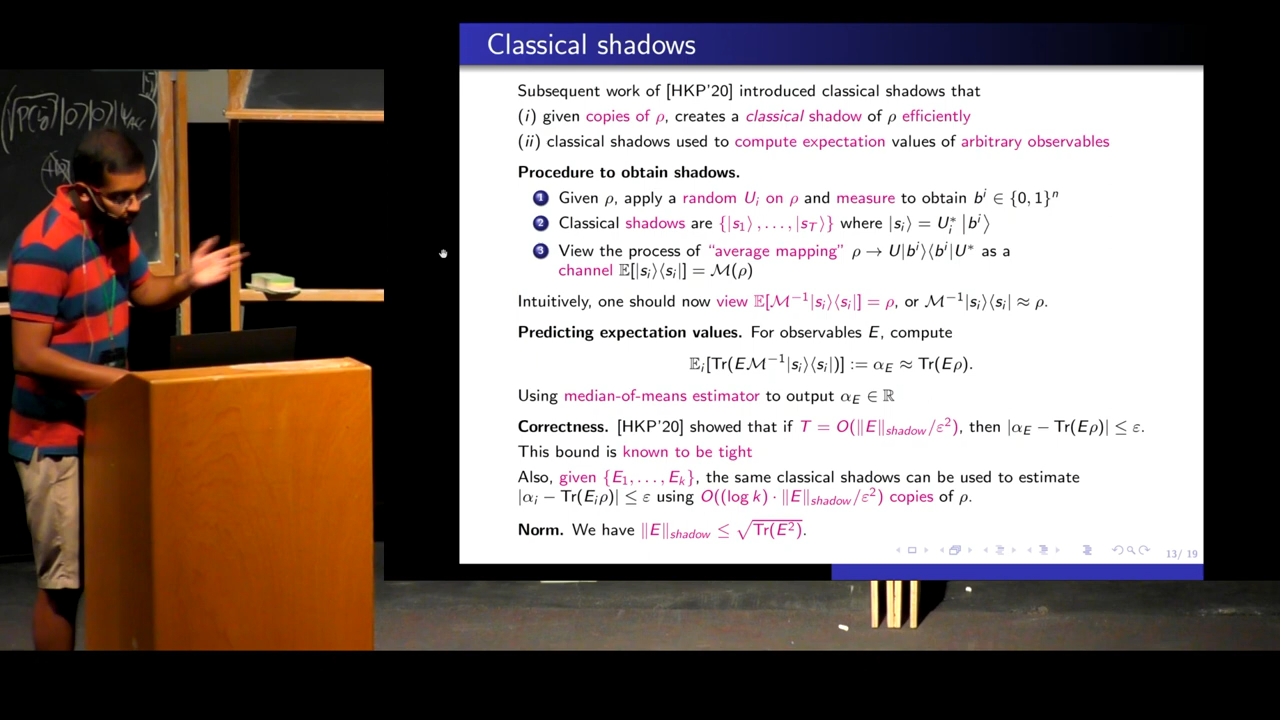 Classical shadows
Subsequent work of [HKP'20] introduced classical shadows that
(i) given copies of ρ, creates a classical shadow of ρ efficiently
(ii) classical shadows used to compute expectation values of arbitrary observables
Procedure to obtain shadows.
1 Given ρ, apply a random U_i on ρ and measure to obtain b^i ∈ {0,1}^n
2 Classical shadows are {|s_1⟩, ..., |s_T⟩} where |s_i⟩ = U_i^* |b^i⟩
3 View the process of "average mapping" ρ → U|b^i⟩⟨b^i|U^* as a
channel 𝔼[|s_i⟩⟨s_i|] = ℳ(ρ)
Intuitively, one should now view 𝔼[ℳ^{-1}|s_i⟩⟨s_i|] = ρ, or ℳ^{-1}|s_i⟩⟨s_i| ≈ ρ.
Predicting expectation values. For observables E, compute
𝔼_i[Tr(Eℳ^{-1}|s_i⟩⟨s_i|)] := α_E ≈ Tr(Eρ).
Using median-of-means estimator to output α_E ∈ ℝ
Correctness. [HKP'20] showed that if T = O(‖E‖_shadow/ε^2), then |α_E − Tr(Eρ)| ≤ ε.
This bound is known to be tight
Also, given {E_1, ..., E_k}, the same classical shadows can be used to estimate
|α_i − Tr(E_iρ)| ≤ ε using O((log k) · ‖E‖_shadow/ε^2) copies of ρ.
Norm. We have ‖E‖_shadow ≤ √Tr(E^2).
13/ 19